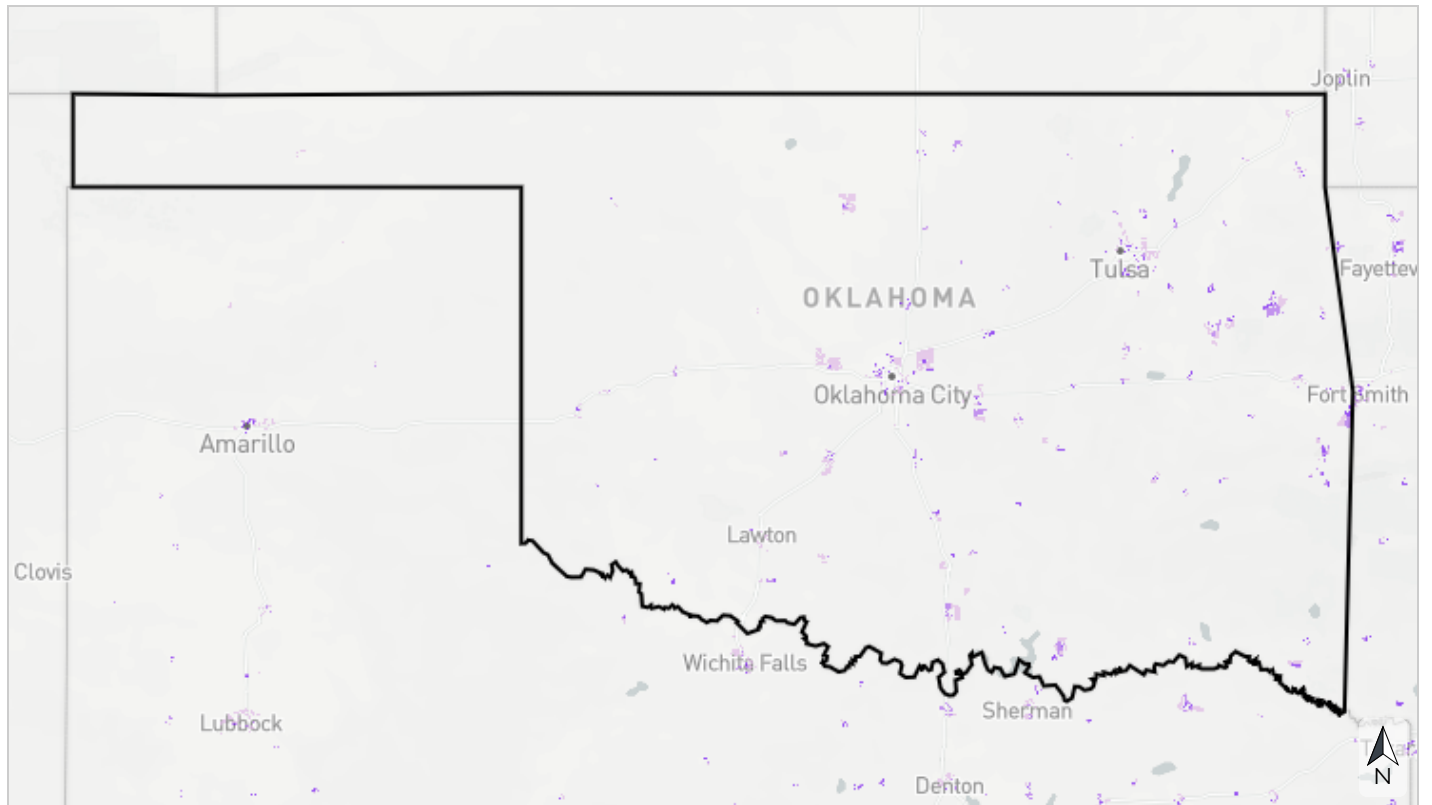 Joplin
Tulsa
Fayettev
OKLAHOMA
Oklahoma City
Fort Smith
Amarillo
Lawton
Clovis
Wichita Falls
Sherman
Lubbock
Denton
N